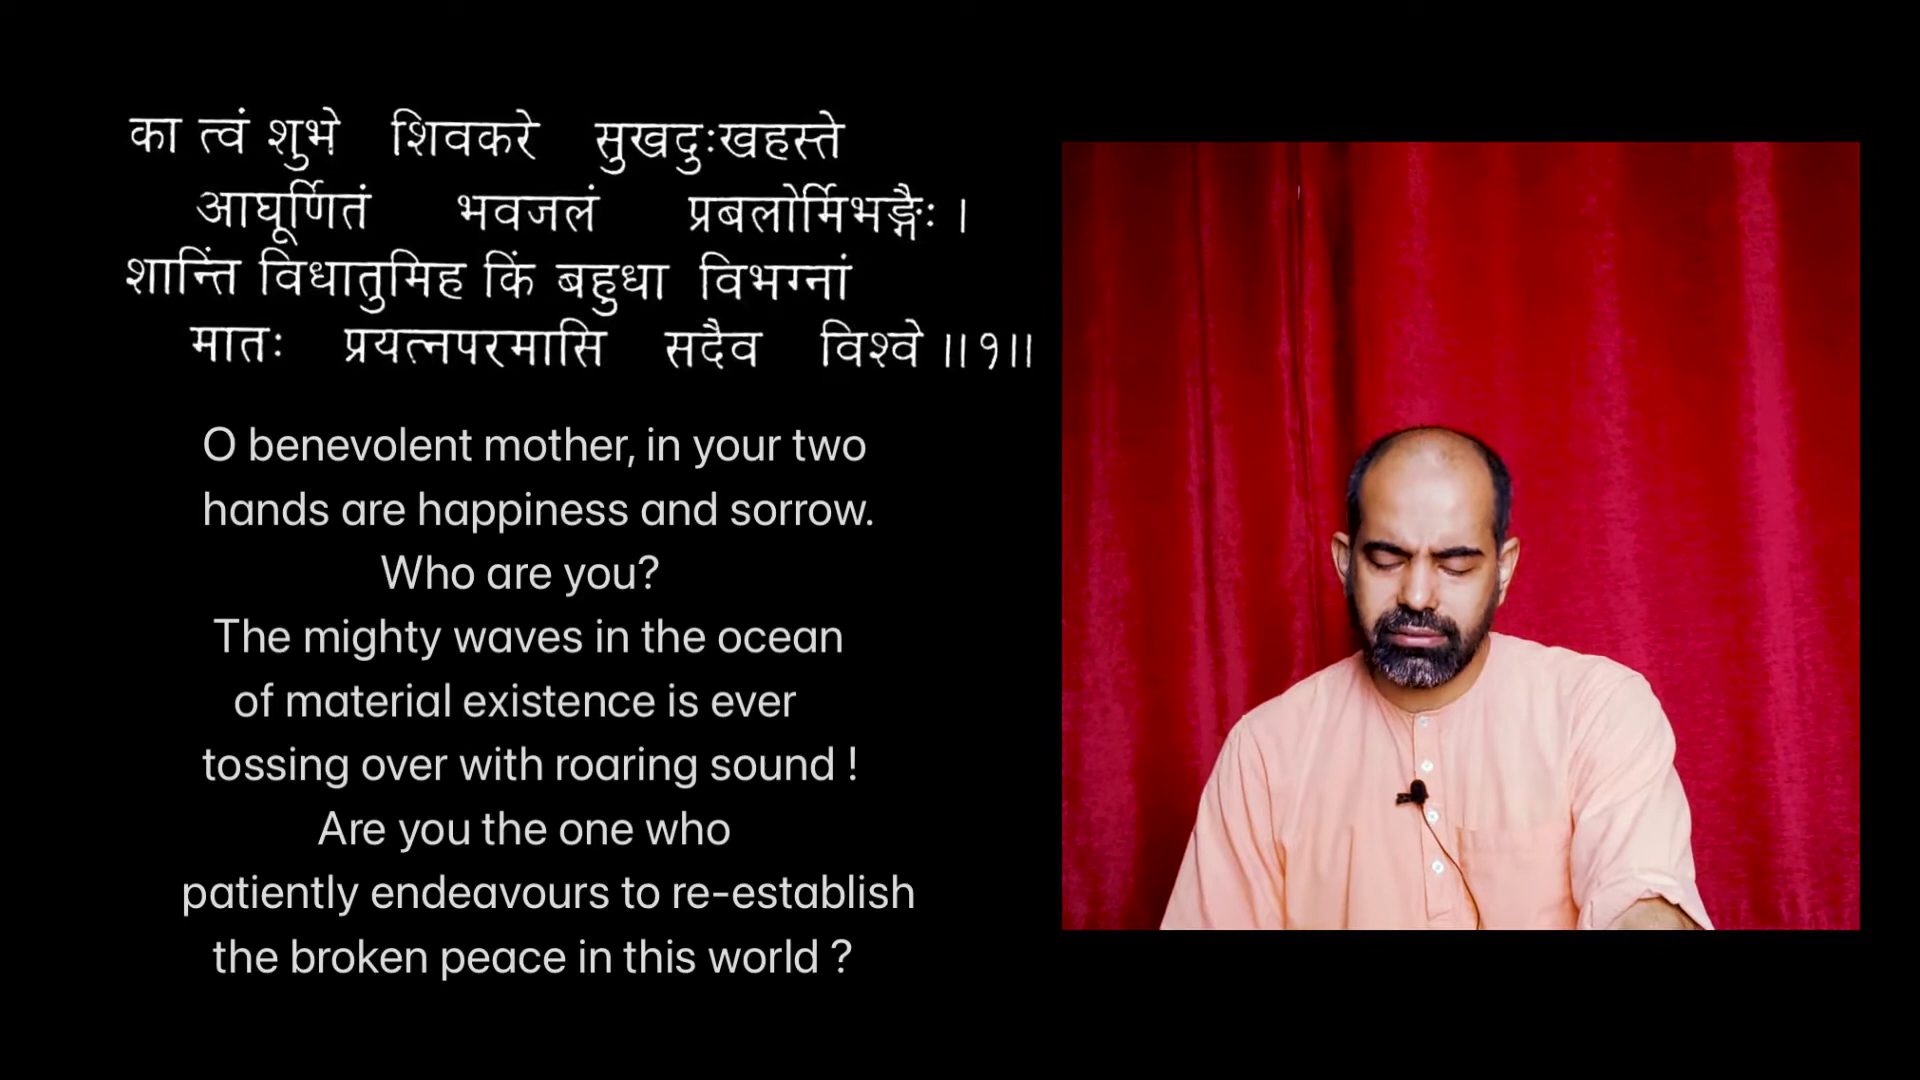 का त्वं शुभे शिवकरे सुखदुःखहस्ते
आघूर्णितं भवजलं प्रबलोर्मिभङ्गैः ।
शान्तिं विधातुमिह किं बहुधा विभग्नां
मातः प्रयत्नपरमासि सदैव विश्वे ॥१॥
O benevolent mother, in your two
hands are happiness and sorrow.
Who are you?
The mighty waves in the ocean
of material existence is ever
tossing over with roaring sound !
Are you the one who
patiently endeavours to re-establish
the broken peace in this world ?